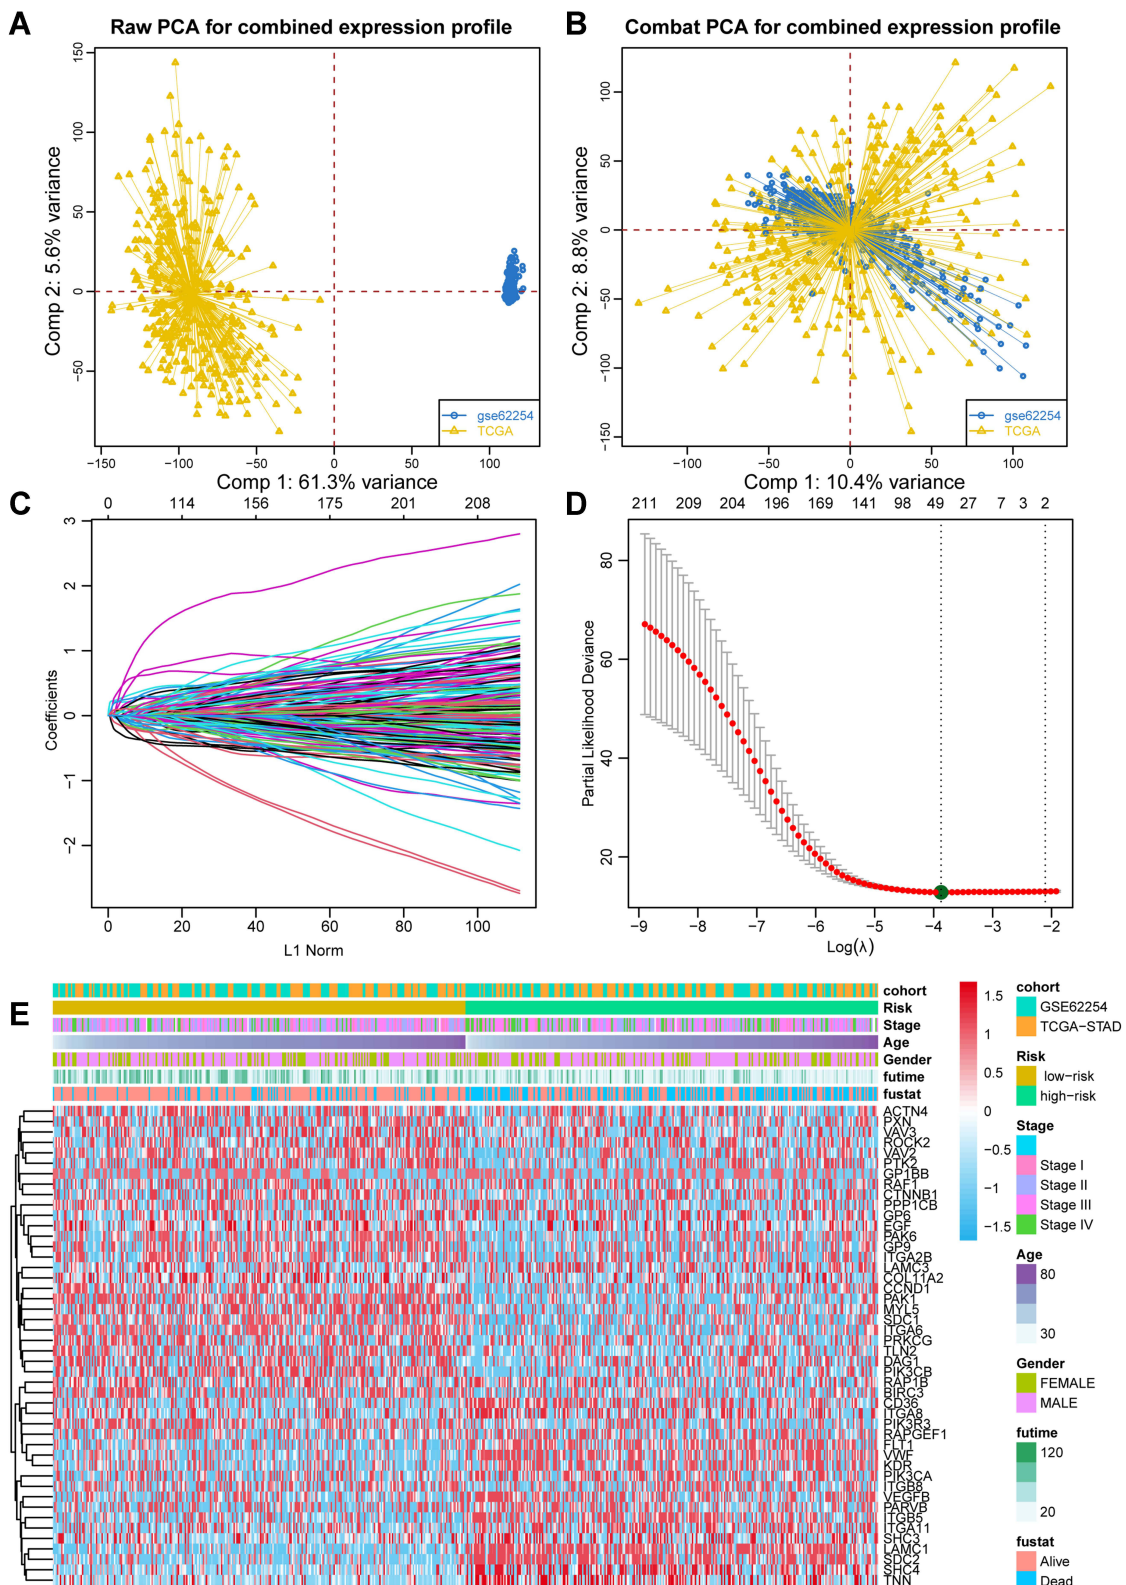 A
Raw PCA for combined expression profile
Comp 2: 5.6% variance
150
100
50
0
−50
−150
−100
−50
0
50
100
Comp 1: 61.3% variance
gse62254
TCGA
B
Combat PCA for combined expression profile
Comp 2: 8.8% variance
100
50
0
−50
−100
−150
−100
−50
0
50
100
Comp 1: 10.4% variance
gse62254
TCGA
C
0 114 156 175 201 208
Coefficients
3
2
1
0
−1
−2
0 20 40 60 80 100
L1 Norm
D
211 209 204 196 169 141 98 49 27 7 3 2
Partial Likelihood Deviance
80
60
40
20
−9 −8 −7 −6 −5 −4 −3 −2
Log(λ)
E
cohort
Risk
Stage
Age
Gender
futime
fustat
ACTN4
PXN
VAV3
ROCK2
VAV2
PTK2
GP1BB
RAF1
CTNNB1
PPP1CB
GP6
EGF
PAK6
GP9
ITGA2B
LAMC3
COL11A2
CCND1
PAK1
MYL5
SDC1
ITGA6
PRKCG
TLN2
DAG1
PIK3CB
RAP1B
BIRC3
CD36
ITGA8
PIK3R3
RAPGEF1
FLT1
VWF
KDR
PIK3CA
ITGB8
VEGFB
PARVB
ITGB5
ITGA11
SHC3
LAMC1
SDC2
SHC4
TNN
1.5
1
0.5
0
−0.5
−1
−1.5
cohort
GSE62254
TCGA−STAD
Risk
low−risk
high−risk
Stage
Stage I
Stage II
Stage III
Stage IV
Age
80
30
Gender
FEMALE
MALE
futime
120
20
fustat
Alive
Dead